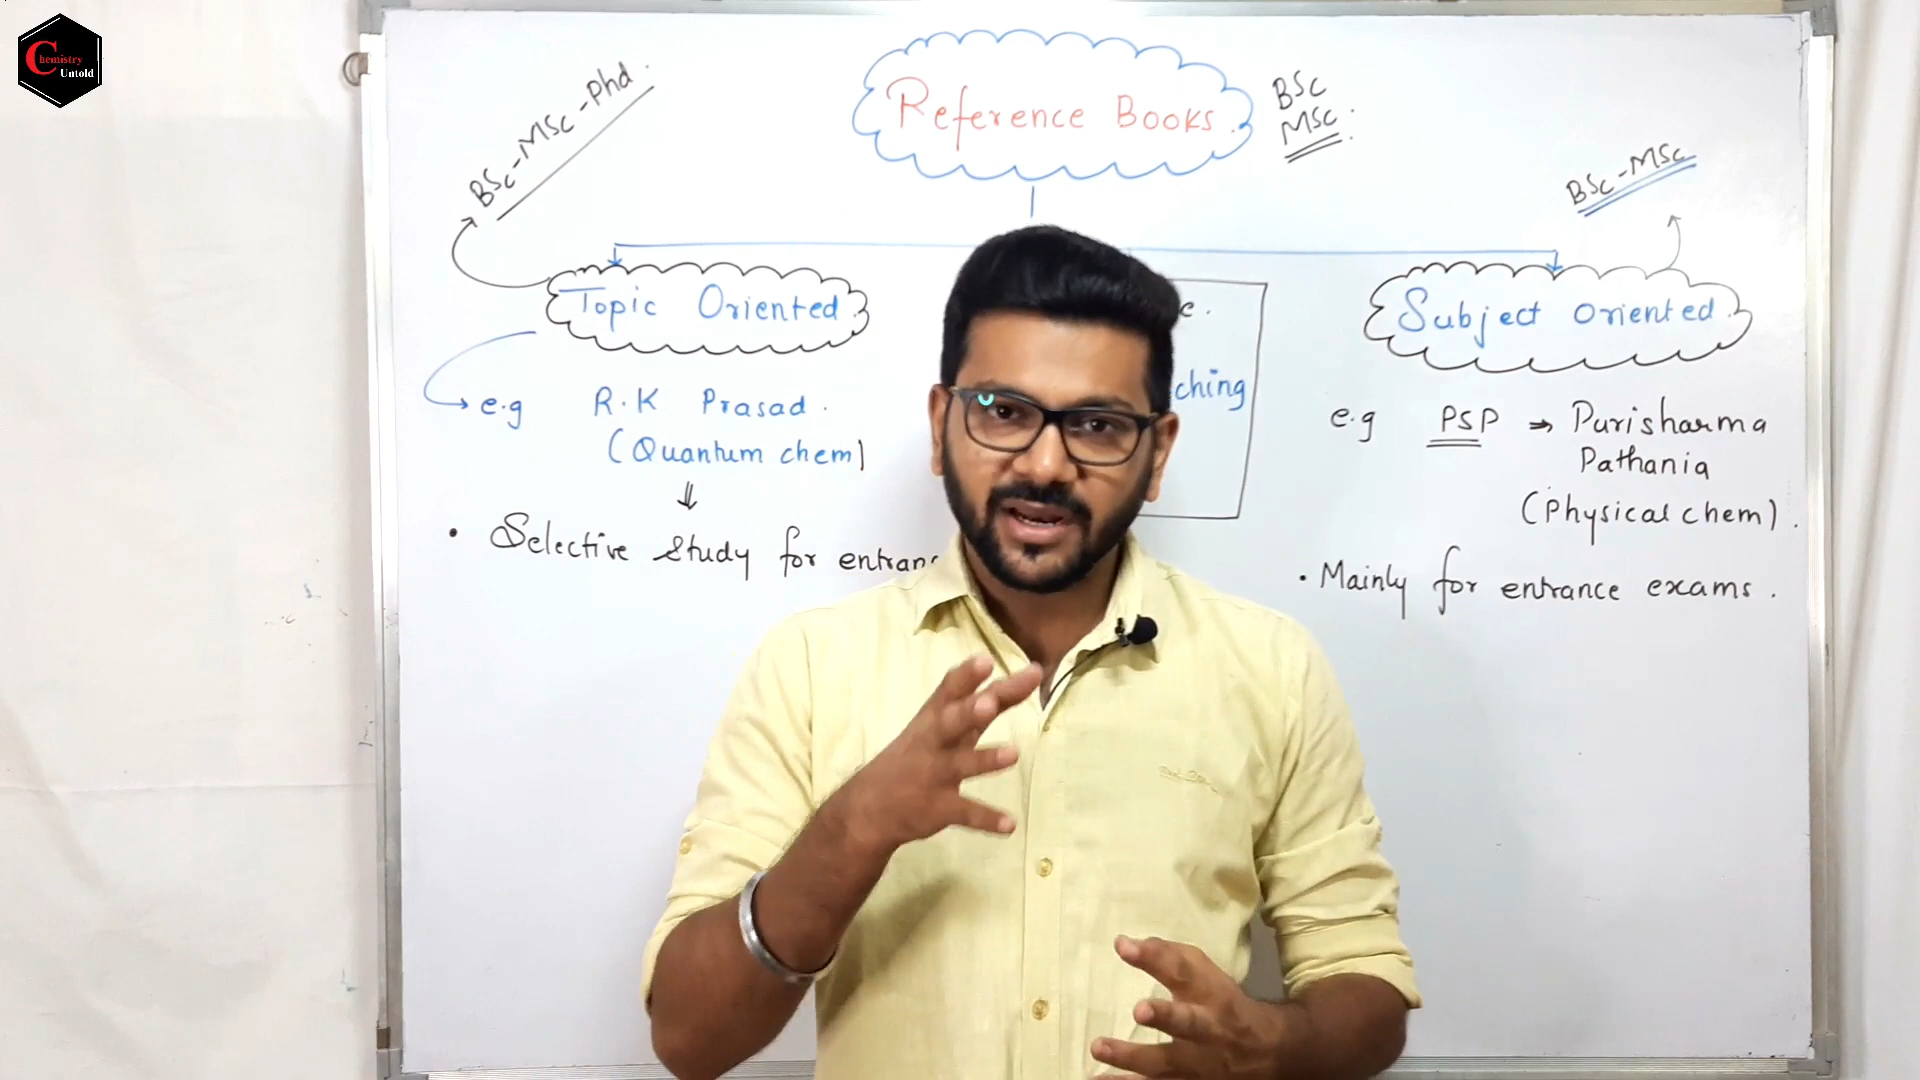 Chemistry
Untold
BSc-MSc-Phd.
Reference Books.
BSc
MSc.
BSc-MSc
Topic Oriented
e.g R.K Prasad.
(Quantum chem)
• Selective study for
ching
Subject oriented
e.g PSP ⇒ Purisharma
Pathania
(Physical chem).
• Mainly for entrance exams.